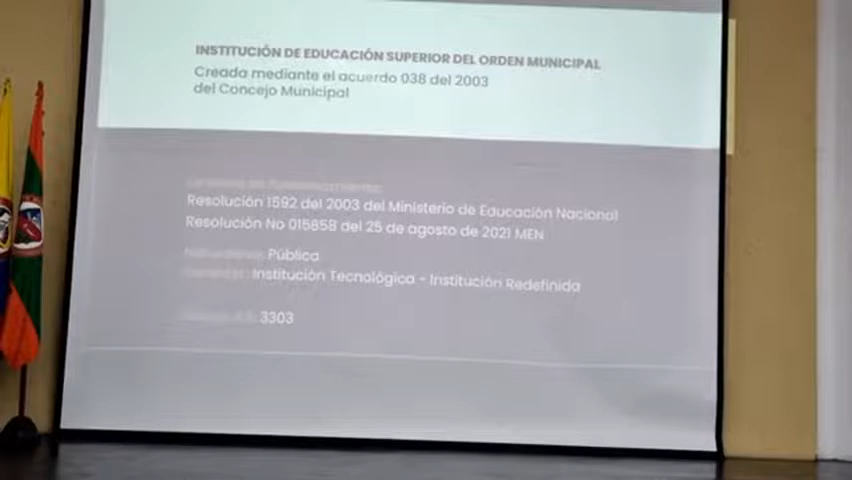 INSTITUCIÓN DE EDUCACIÓN SUPERIOR DEL ORDEN MUNICIPAL
Creada mediante el acuerdo 038 del 2003
del Concejo Municipal
Resolución 1592 del 2003 del Ministerio de Educación Nacional
Resolución No 015858 del 25 de agosto de 2021 MEN
Pública
Institución Tecnológica - Institución Redefinida
3303